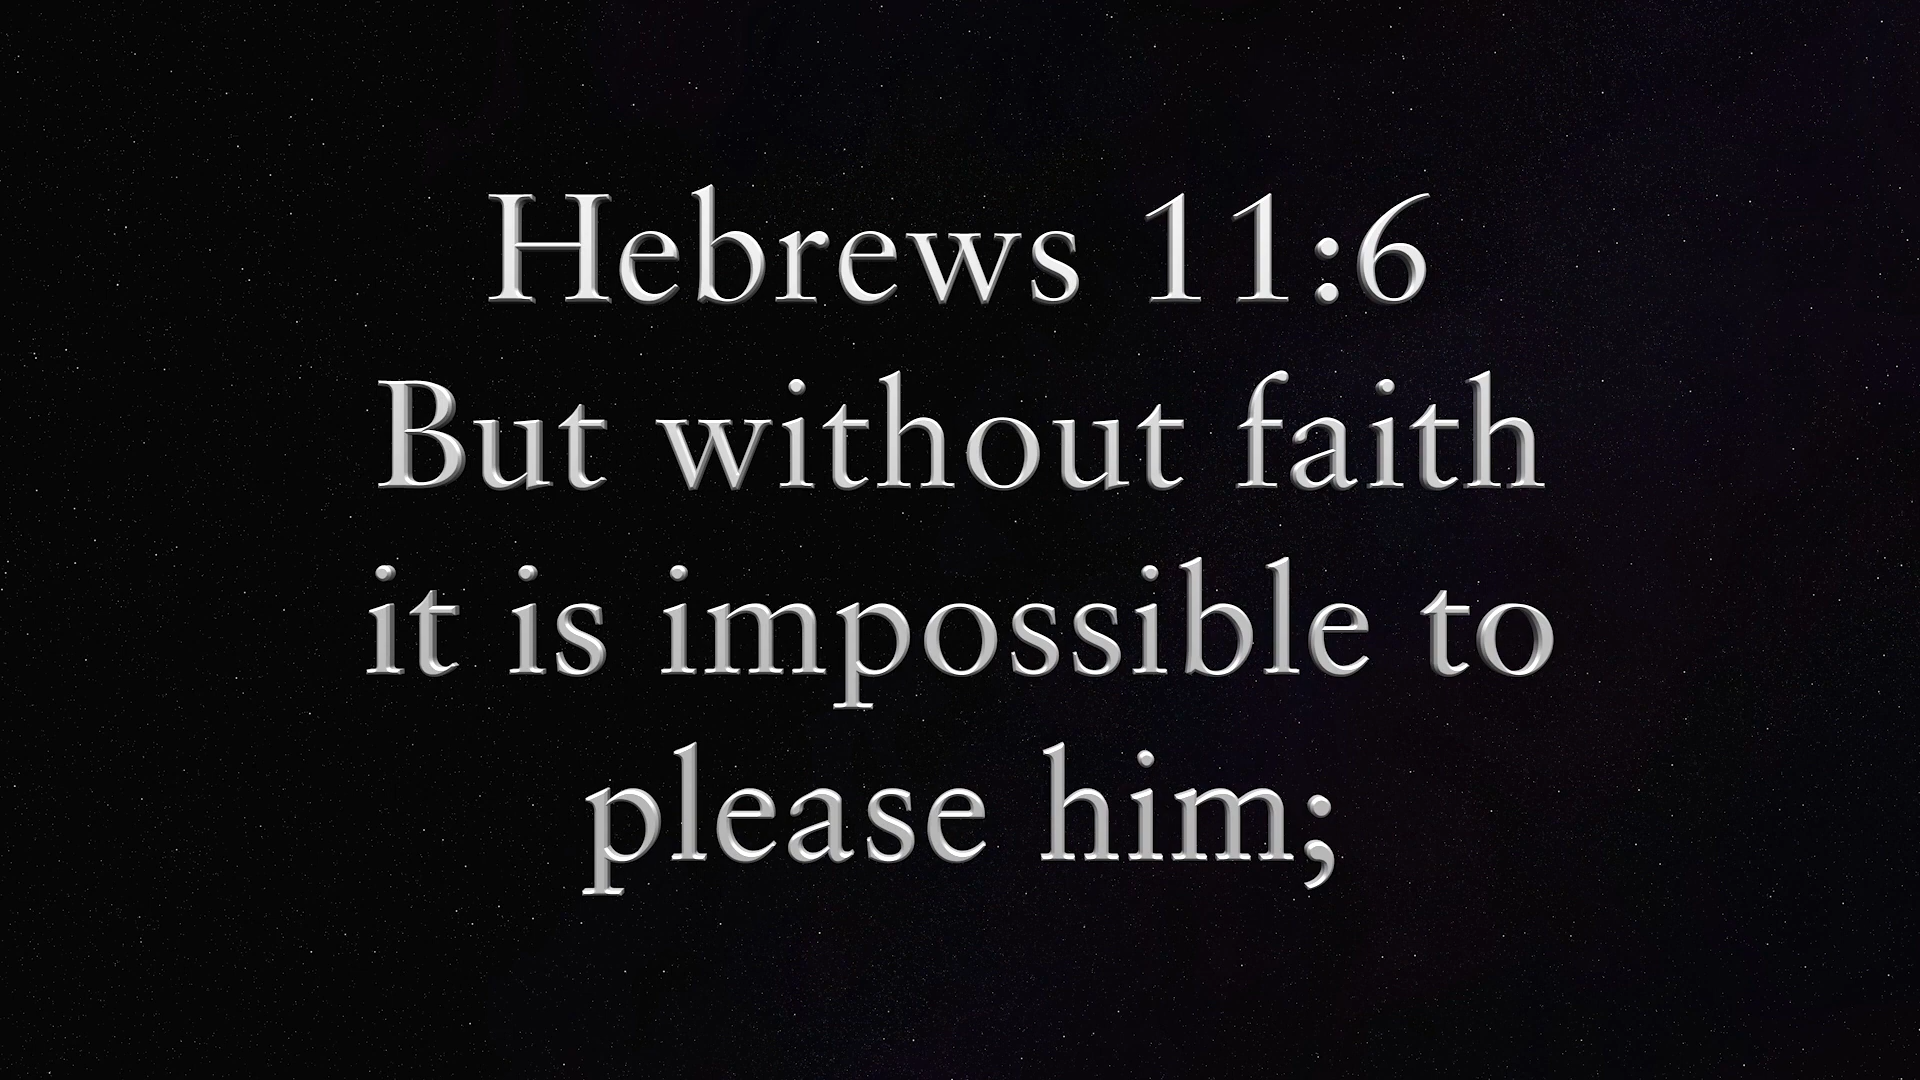 Hebrews 11:6
But without faith
it is impossible to
please him;